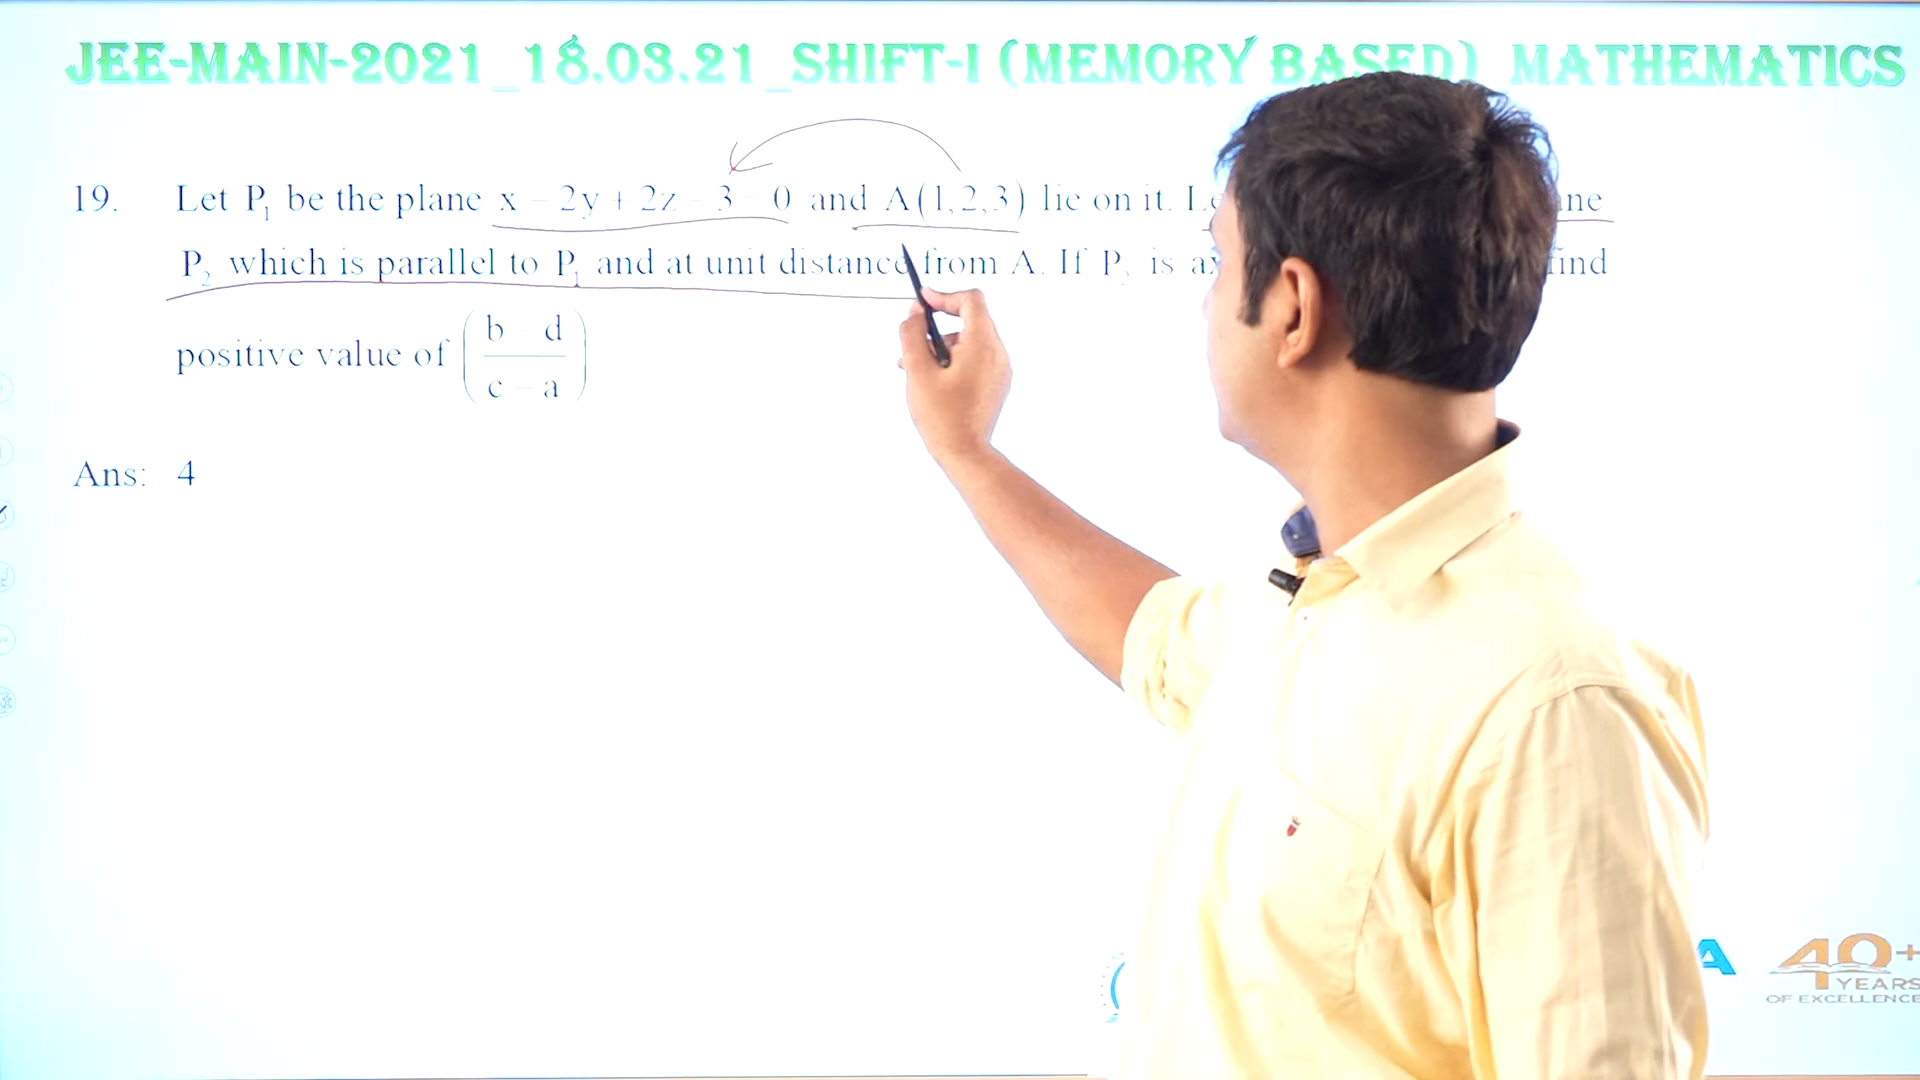 JEE-MAIN-2021_18.03.21_SHIFT-I (MEMORY BASED)_MATHEMATICS
19. Let P₁ be the plane x − 2y + 2z − 3 = 0 and A(1,2,3) lie on it.
P₂ which is parallel to P₁ and at unit distance from A. If P₂ is find
positive value of ( b − d / c − a )
Ans: 4
40+
YEARS
OF EXCELLENCE